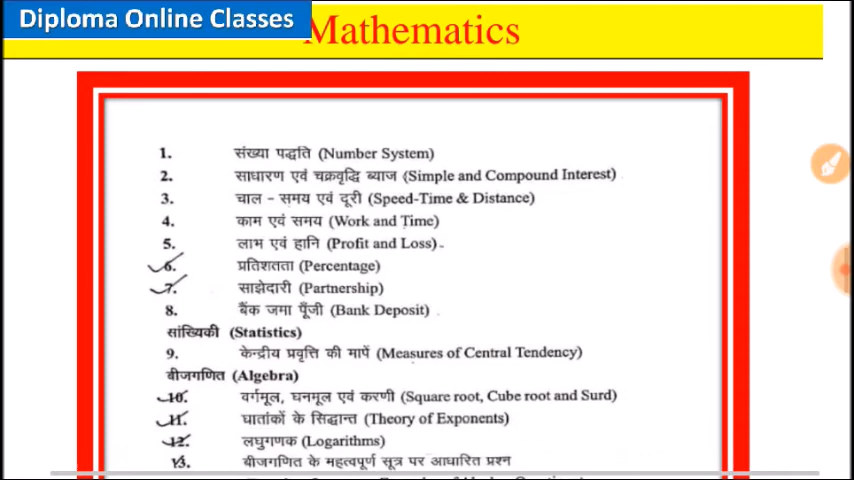 Diploma Online Classes
Mathematics
1. संख्या पद्धति (Number System)
2. साधारण एवं चक्रवृद्धि ब्याज (Simple and Compound Interest)
3. चाल - समय एवं दूरी (Speed-Time & Distance)
4. काम एवं समय (Work and Time)
5. लाभ एवं हानि (Profit and Loss)
6. प्रतिशतता (Percentage)
7. साझेदारी (Partnership)
8. बैंक जमा पूँजी (Bank Deposit)
सांख्यिकी (Statistics)
9. केन्द्रीय प्रवृत्ति की मापें (Measures of Central Tendency)
बीजगणित (Algebra)
10. वर्गमूल, घनमूल एवं करणी (Square root, Cube root and Surd)
11. घातांकों के सिद्धान्त (Theory of Exponents)
12. लघुगणक (Logarithms)
13. बीजगणित के महत्वपूर्ण सूत्र पर आधारित प्रश्न